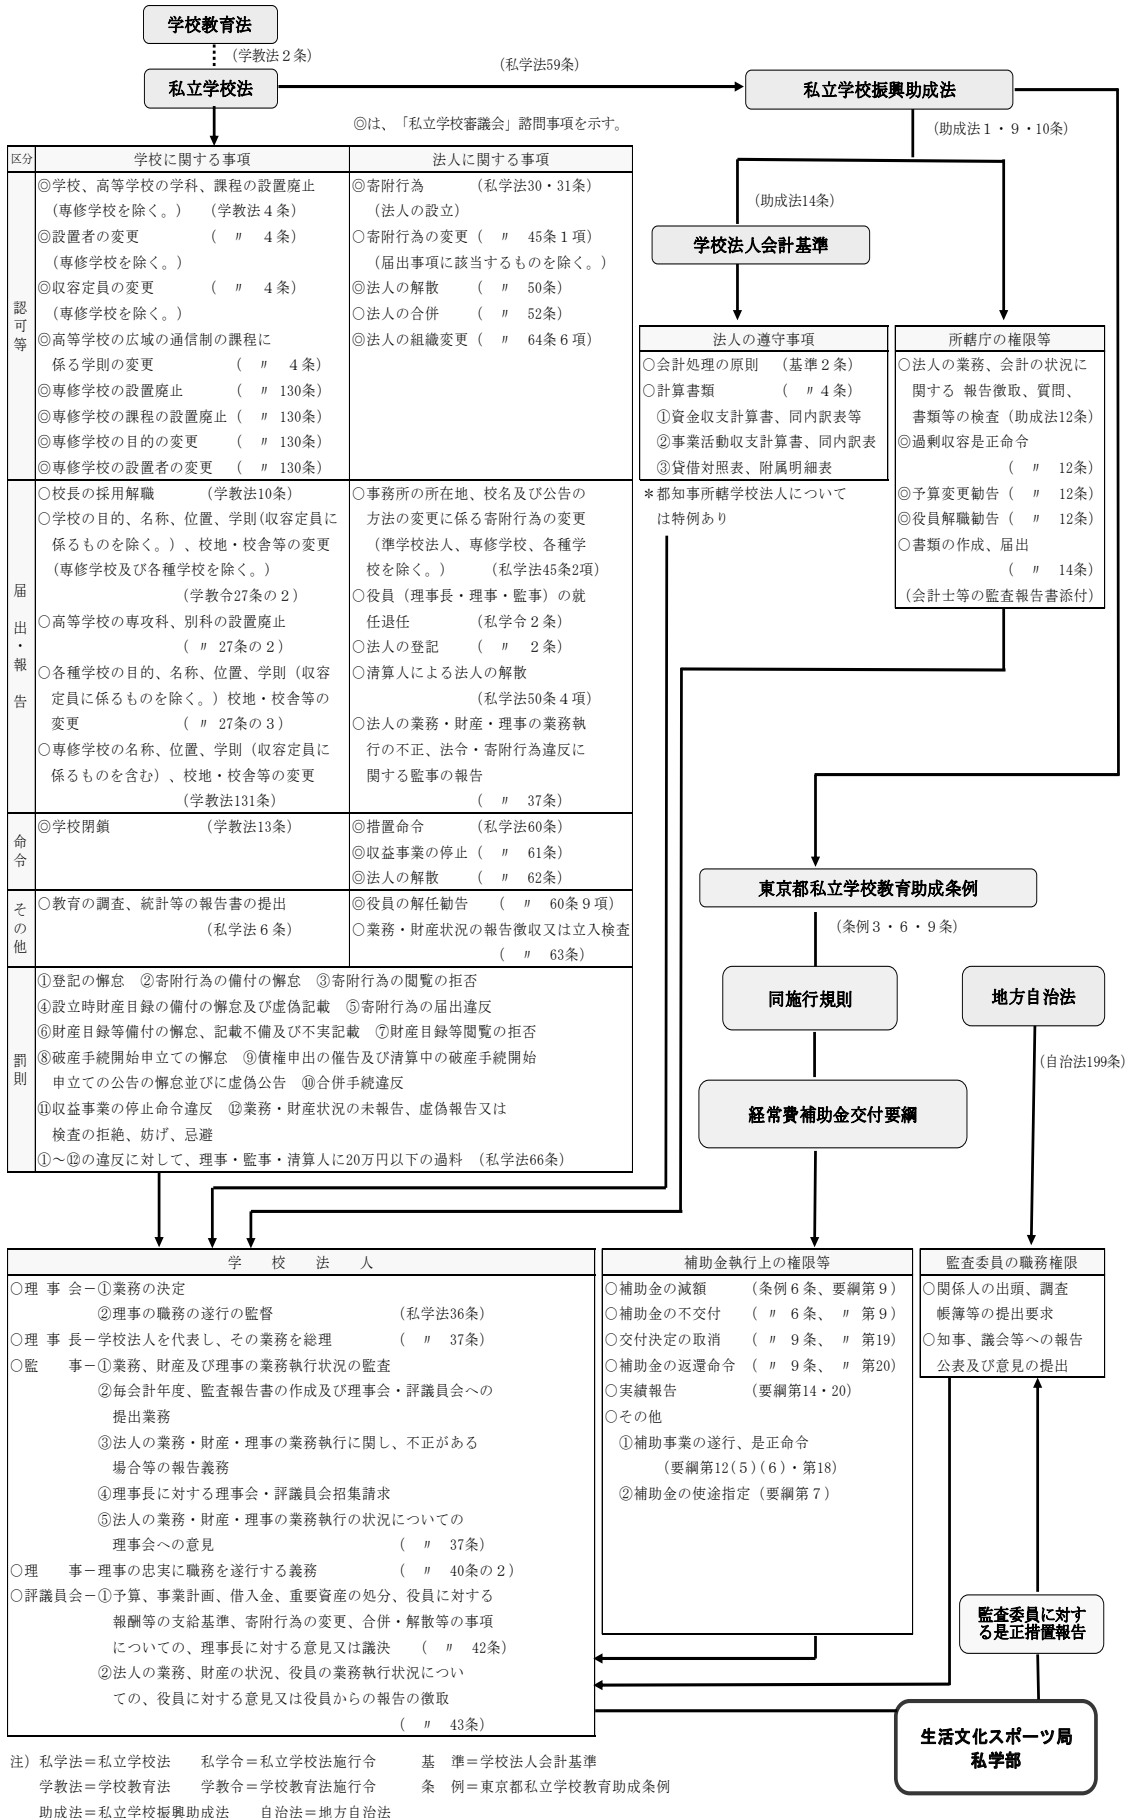 学校教育法
(学教法２条)
私立学校法
(私学法59条)
私立学校振興助成法
◎は、「私立学校審議会」諮問事項を示す。
(助成法１・９・10条)
区分
学校に関する事項
法人に関する事項
認可等
◎学校、高等学校の学科、課程の設置廃止
(専修学校を除く。) (学教法４条)
◎設置者の変更 ( 〃 ４条)
(専修学校を除く。)
◎収容定員の変更 ( 〃 ４条)
(専修学校を除く。)
◎高等学校の広域の通信制の課程に
係る学則の変更 ( 〃 ４条)
◎専修学校の設置廃止 ( 〃 130条)
◎専修学校の課程の設置廃止 ( 〃 130条)
◎専修学校の目的の変更 ( 〃 130条)
◎専修学校の設置者の変更 ( 〃 130条)
◎寄附行為 (私学法30・31条)
(法人の設立)
○寄附行為の変更 ( 〃 45条１項)
(届出事項に該当するものを除く。)
◎法人の解散 ( 〃 50条)
◎法人の合併 ( 〃 52条)
◎法人の組織変更 ( 〃 64条６項)
届出・報告
○校長の採用解職 (学教法10条)
○学校の目的、名称、位置、学則(収容定員に
係るものを除く。)、校地・校舎等の変更
(専修学校及び各種学校を除く。)
(学教令27条の２)
○高等学校の専攻科、別科の設置廃止
( 〃 27条の２)
○各種学校の目的、名称、位置、学則（収容
定員に係るものを除く。）校地・校舎等の
変更 ( 〃 27条の３)
○専修学校の名称、位置、学則（収容定員に
係るものを含む）、校地・校舎等の変更
(学教法131条)
○事務所の所在地、校名及び公告の
方法の変更に係る寄附行為の変更
(準学校法人、専修学校、各種学
校を除く。) (私学法45条2項)
○役員（理事長・理事・監事）の就
任退任 (私学令２条)
○法人の登記 ( 〃 ２条)
○清算人による法人の解散
(私学法50条４項)
○法人の業務・財産・理事の業務執
行の不正、法令・寄附行為違反に
関する監事の報告
( 〃 37条)
命令
◎学校閉鎖 (学教法13条)
◎措置命令 (私学法60条)
◎収益事業の停止 ( 〃 61条)
◎法人の解散 ( 〃 62条)
その他
○教育の調査、統計等の報告書の提出
(私学法６条)
◎役員の解任勧告 ( 〃 60条９項)
○業務・財産状況の報告徴収又は立入検査
( 〃 63条)
罰則
①登記の懈怠 ②寄附行為の備付の懈怠 ③寄附行為の閲覧の拒否
④設立時財産目録の備付の懈怠及び虚偽記載 ⑤寄附行為の届出違反
⑥財産目録等備付の懈怠、記載不備及び不実記載 ⑦財産目録等閲覧の拒否
⑧破産手続開始申立ての懈怠 ⑨債権申出の催告及び清算中の破産手続開始
申立ての公告の懈怠並びに虚偽公告 ⑩合併手続違反
⑪収益事業の停止命令違反 ⑫業務・財産状況の未報告、虚偽報告又は
検査の拒絶、妨げ、忌避
①～⑫の違反に対して、理事・監事・清算人に20万円以下の過料 (私学法66条)
(助成法14条)
学校法人会計基準
法人の遵守事項
○会計処理の原則 (基準２条)
○計算書類 ( 〃４条)
①資金収支計算書、同内訳表等
②事業活動収支計算書、同内訳表
③貸借対照表、附属明細表
＊都知事所轄学校法人について
は特例あり
所轄庁の権限等
○法人の業務、会計の状況に
関する 報告徴取、質問、
書類等の検査(助成法12条)
◎過剰収容是正命令
( 〃 12条)
◎予算変更勧告 ( 〃 12条)
◎役員解職勧告 ( 〃 12条)
○書類の作成、届出
( 〃 14条)
(会計士等の監査報告書添付)
東京都私立学校教育助成条例
(条例３・６・９条)
同施行規則
地方自治法
(自治法199条)
経常費補助金交付要綱
学校法人
○理事会－①業務の決定
②理事の職務の遂行の監督 (私学法36条)
○理事長－学校法人を代表し、その業務を総理 ( 〃 37条)
○監事－①業務、財産及び理事の業務執行状況の監査
②毎会計年度、監査報告書の作成及び理事会・評議員会への
提出業務
③法人の業務・財産・理事の業務執行に関し、不正がある
場合等の報告義務
④理事長に対する理事会・評議員会招集請求
⑤法人の業務・財産・理事の業務執行の状況についての
理事会への意見 ( 〃 37条)
○理事－理事の忠実に職務を遂行する義務 ( 〃 40条の２)
○評議員会－①予算、事業計画、借入金、重要資産の処分、役員に対する
報酬等の支給基準、寄附行為の変更、合併・解散等の事項
についての、理事長に対する意見又は議決 ( 〃 42条)
②法人の業務、財産の状況、役員の業務執行状況につい
ての、役員に対する意見又は役員からの報告の徴取
( 〃 43条)
補助金執行上の権限等
○補助金の減額 (条例６条、要綱第９)
○補助金の不交付 ( 〃 ６条、 〃 第９)
○交付決定の取消 ( 〃 ９条、 〃 第19)
○補助金の返還命令 ( 〃 ９条、 〃 第20)
○実績報告 (要綱第14・20)
○その他
①補助事業の遂行、是正命令
(要綱第12(５)(６)・第18)
②補助金の使途指定 (要綱第７)
監査委員の職務権限
○関係人の出頭、調査
帳簿等の提出要求
○知事、議会等への報告
公表及び意見の提出
監査委員に対す
る是正措置報告
生活文化スポーツ局
私学部
注）私学法＝私立学校法 私学令＝私立学校法施行令 基 準＝学校法人会計基準
学教法＝学校教育法 学教令＝学校教育法施行令 条 例＝東京都私立学校教育助成条例
助成法＝私立学校振興助成法 自治法＝地方自治法